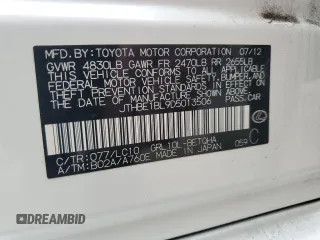 MFD.BY: TOYOTA MOTOR CORPORATION 07/12
GVWR 4830LB GAWR FR 2470LB RR 2655LB
THIS VEHICLE CONFORMS TO ALL APPLICABLE
FEDERAL MOTOR VEHICLE SAFETY, BUMPER, AND
THEFT PREVENTION STANDARDS IN EFFECT ON
THE DATE OF MANUFACTURE SHOWN ABOVE.
JTHBE1BL905013506
PASS. CAR
C/TR: 077/LC10 GRL10L-BETQHA
A/TM: B02A/A760E MADE IN JAPAN 059 C
DREAMBID